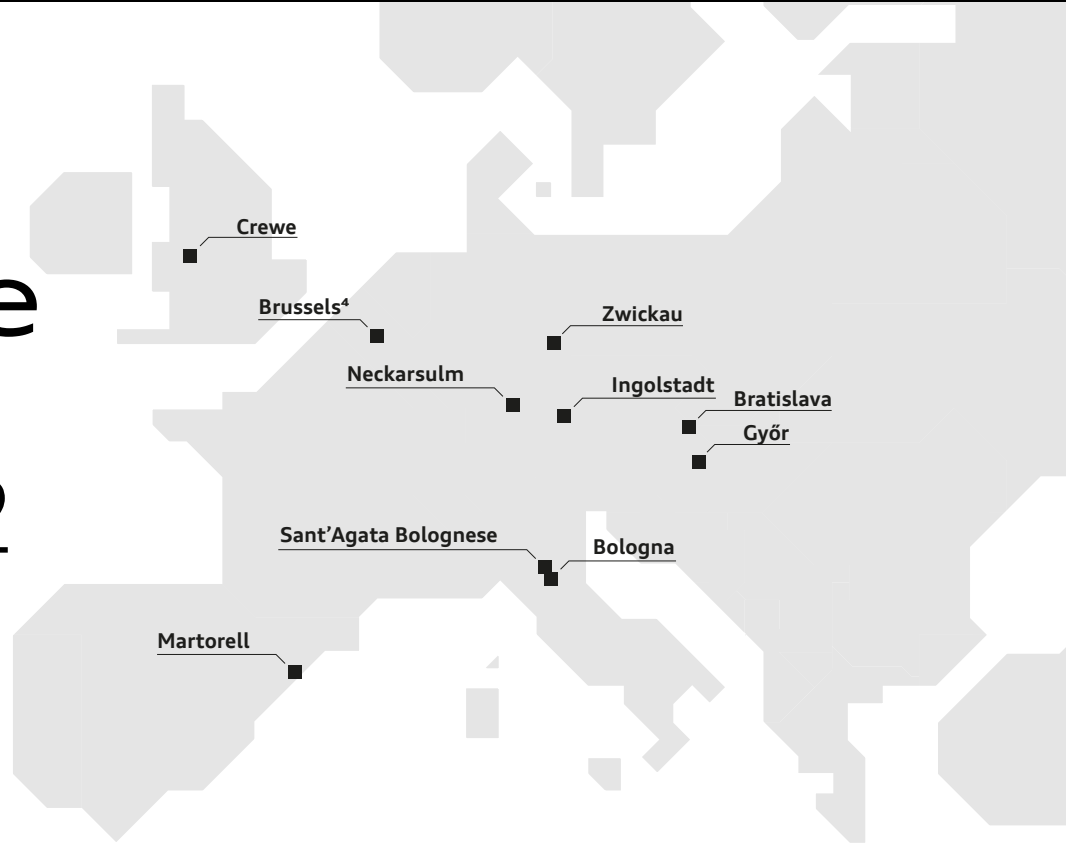 Crewe
e
Brussels⁴
Zwickau
Neckarsulm
Ingolstadt
Bratislava
Győr
Sant’Agata Bolognese
Bologna
Martorell